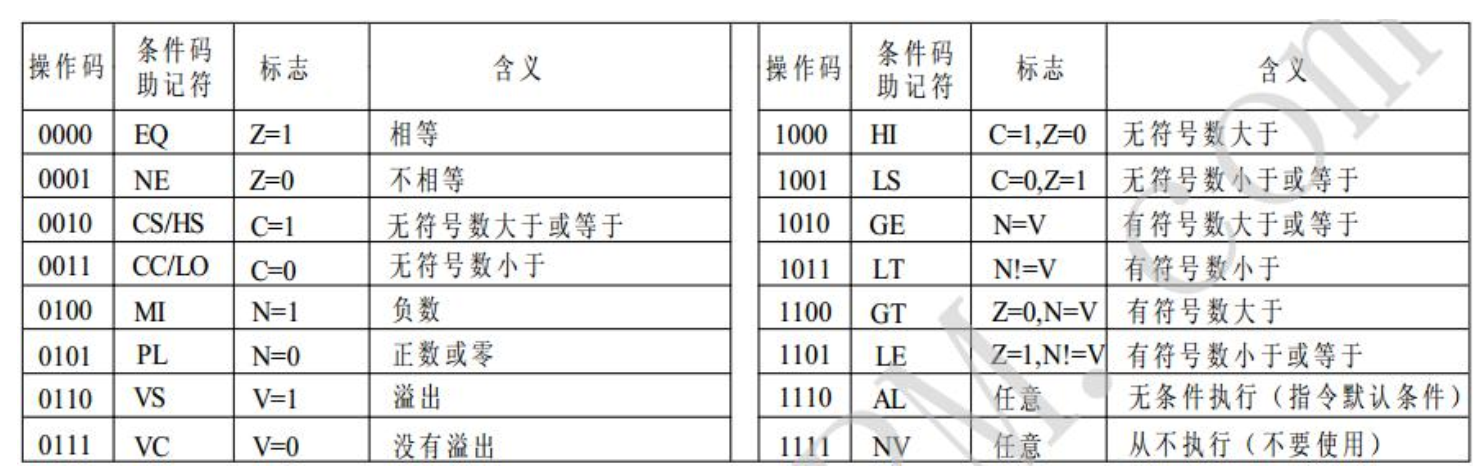 操作码 条件码助记符 标志 含义 操作码 条件码助记符 标志 含义
0000 EQ Z=1 相等 1000 HI C=1,Z=0 无符号数大于
0001 NE Z=0 不相等 1001 LS C=0,Z=1 无符号数小于或等于
0010 CS/HS C=1 无符号数大于或等于 1010 GE N=V 有符号数大于或等于
0011 CC/LO C=0 无符号数小于 1011 LT N!=V 有符号数小于
0100 MI N=1 负数 1100 GT Z=0,N=V 有符号数大于
0101 PL N=0 正数或零 1101 LE Z=1,N!=V 有符号数小于或等于
0110 VS V=1 溢出 1110 AL 任意 无条件执行（指令默认条件）
0111 VC V=0 没有溢出 1111 NV 任意 从不执行（不要使用）